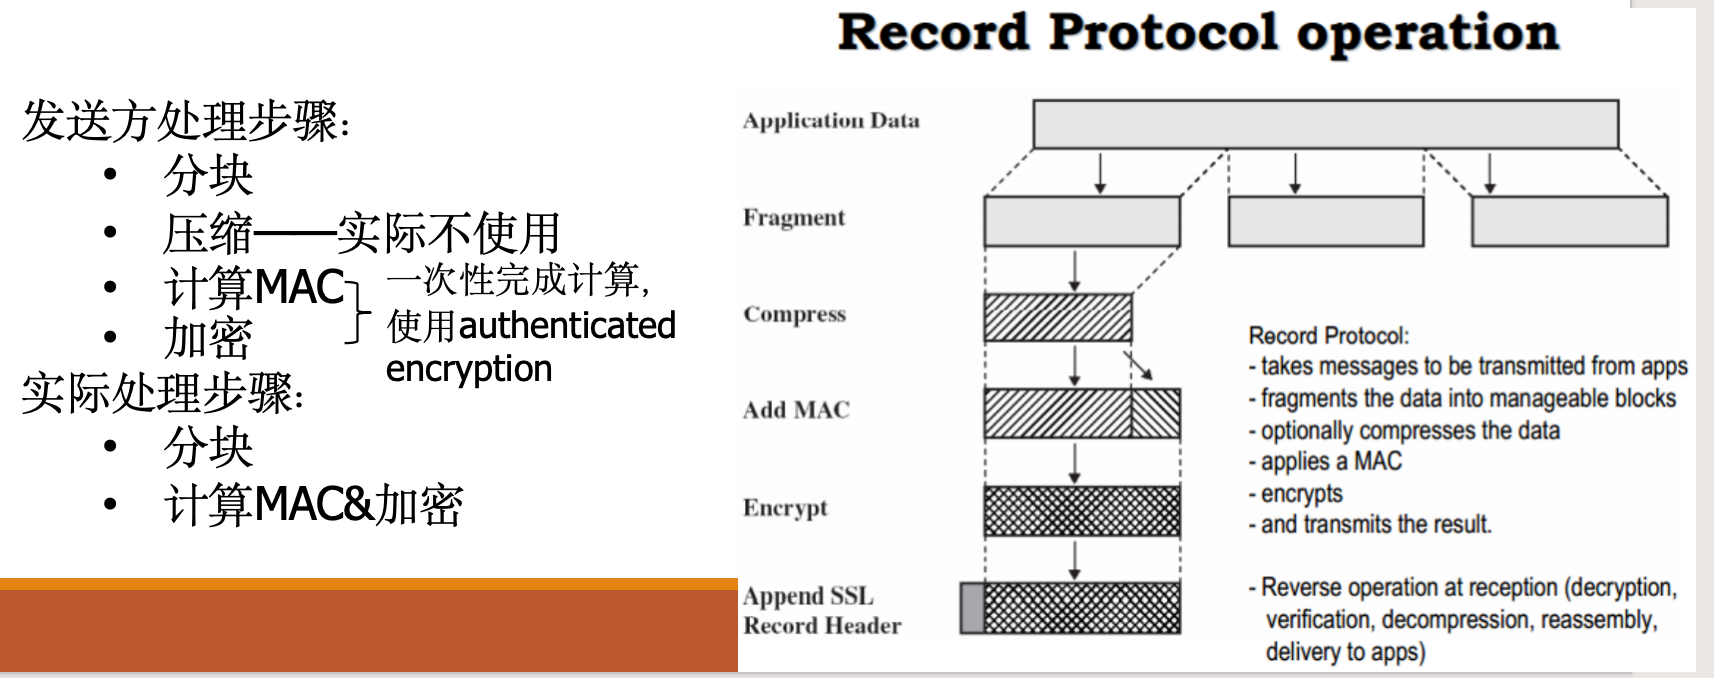 Record Protocol operation
发送方处理步骤:
• 分块
• 压缩——实际不使用
• 计算MAC
• 加密
一次性完成计算,
使用authenticated
encryption
实际处理步骤:
• 分块
• 计算MAC&加密
Application Data
Fragment
Compress
Add MAC
Encrypt
Append SSL
Record Header
Record Protocol:
- takes messages to be transmitted from apps
- fragments the data into manageable blocks
- optionally compresses the data
- applies a MAC
- encrypts
- and transmits the result.
- Reverse operation at reception (decryption,
verification, decompression, reassembly,
delivery to apps)